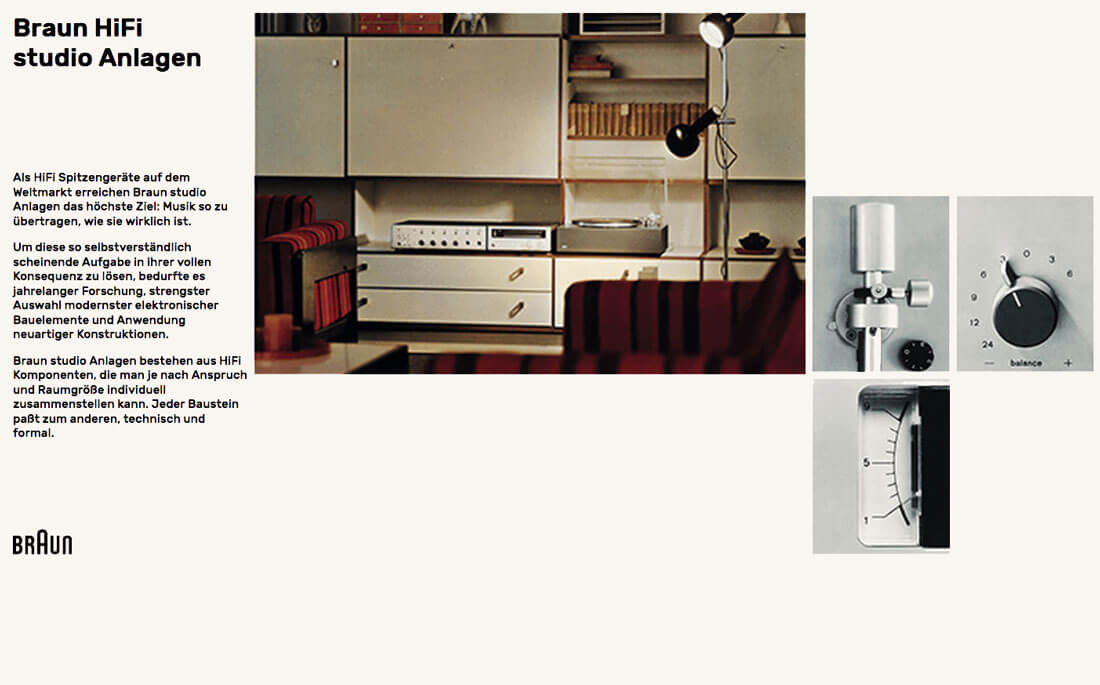 Braun HiFi
studio Anlagen
Als HiFi Spitzengeräte auf dem
Weltmarkt erreichen Braun studio
Anlagen das höchste Ziel: Musik so zu
übertragen, wie sie wirklich ist.
Um diese so selbstverständlich
scheinende Aufgabe in ihrer vollen
Konsequenz zu lösen, bedurfte es
jahrelanger Forschung, strengster
Auswahl modernster elektronischer
Bauelemente und Anwendung
neuartiger Konstruktionen.
Braun studio Anlagen bestehen aus HiFi
Komponenten, die man je nach Anspruch
und Raumgröße individuell
zusammenstellen kann. Jeder Baustein
paßt zum anderen, technisch und
formal.
BRAUN
3 0 3
6 6
9
12
24
− balance +
9
5
1